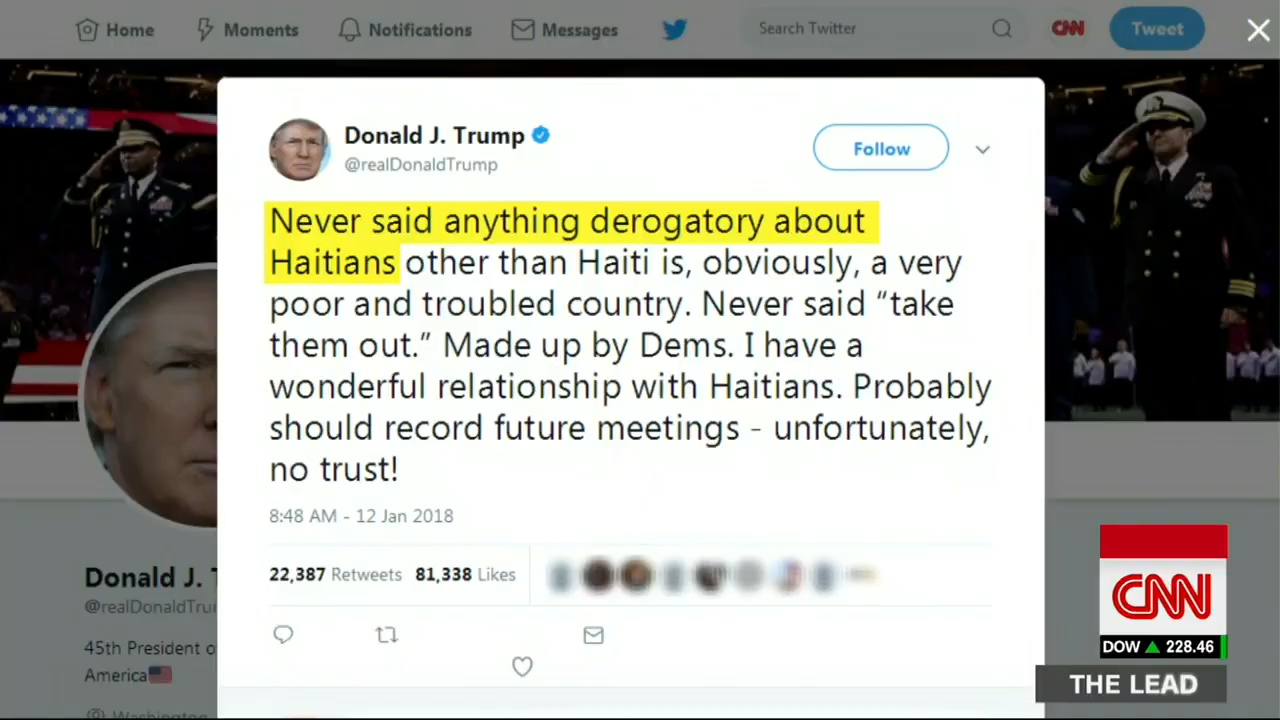 Home Moments Notifications Messages Search Twitter CNN Tweet
Donald J. Trump
@realDonaldTrump
Follow
Never said anything derogatory about
Haitians other than Haiti is, obviously, a very
poor and troubled country. Never said “take
them out.” Made up by Dems. I have a
wonderful relationship with Haitians. Probably
should record future meetings - unfortunately,
no trust!
8:48 AM - 12 Jan 2018
22,387 Retweets 81,338 Likes
Donald J. T
@realDonaldTru
45th President o
America
Washington
CNN
DOW 228.46
THE LEAD